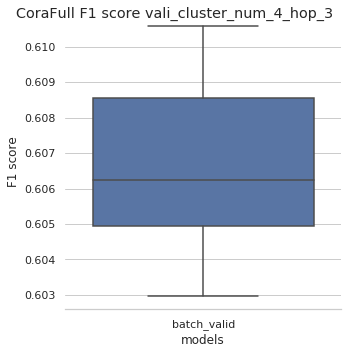 CoraFull F1 score vali_cluster_num_4_hop_3
0.610
0.609
0.608
0.607
0.606
0.605
0.604
0.603
F1 score
batch_valid
models